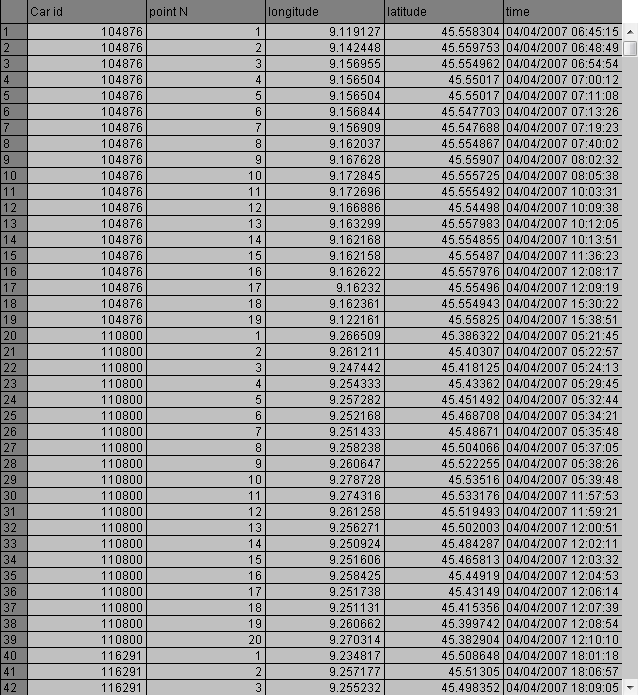 Car id point N longitude latitude time
1 104876 1 9.119127 45.558304 04/04/2007 06:45:15
2 104876 2 9.142448 45.559753 04/04/2007 06:48:49
3 104876 3 9.156955 45.554962 04/04/2007 06:54:54
4 104876 4 9.156504 45.55017 04/04/2007 07:00:12
5 104876 5 9.156504 45.55017 04/04/2007 07:11:08
6 104876 6 9.156844 45.547703 04/04/2007 07:13:26
7 104876 7 9.156909 45.547688 04/04/2007 07:19:23
8 104876 8 9.162037 45.554867 04/04/2007 07:40:02
9 104876 9 9.167628 45.55907 04/04/2007 08:02:32
10 104876 10 9.172845 45.555725 04/04/2007 08:05:38
11 104876 11 9.172696 45.555492 04/04/2007 10:03:31
12 104876 12 9.166886 45.54498 04/04/2007 10:09:38
13 104876 13 9.163299 45.557983 04/04/2007 10:12:05
14 104876 14 9.162168 45.554855 04/04/2007 10:13:51
15 104876 15 9.162158 45.55487 04/04/2007 11:36:23
16 104876 16 9.162622 45.557976 04/04/2007 12:08:17
17 104876 17 9.16232 45.55496 04/04/2007 12:09:19
18 104876 18 9.162361 45.554943 04/04/2007 15:30:22
19 104876 19 9.122161 45.55825 04/04/2007 15:38:51
20 110800 1 9.266509 45.386322 04/04/2007 05:21:45
21 110800 2 9.261211 45.40307 04/04/2007 05:22:57
22 110800 3 9.247442 45.418125 04/04/2007 05:24:13
23 110800 4 9.254333 45.43362 04/04/2007 05:29:45
24 110800 5 9.257282 45.451492 04/04/2007 05:32:44
25 110800 6 9.252168 45.468708 04/04/2007 05:34:21
26 110800 7 9.251433 45.48671 04/04/2007 05:35:48
27 110800 8 9.258238 45.504066 04/04/2007 05:37:05
28 110800 9 9.260647 45.522255 04/04/2007 05:38:26
29 110800 10 9.278728 45.53516 04/04/2007 05:39:48
30 110800 11 9.274316 45.533176 04/04/2007 11:57:53
31 110800 12 9.261258 45.519493 04/04/2007 11:59:21
32 110800 13 9.256271 45.502003 04/04/2007 12:00:51
33 110800 14 9.250924 45.484287 04/04/2007 12:02:11
34 110800 15 9.251606 45.465813 04/04/2007 12:03:32
35 110800 16 9.258425 45.44919 04/04/2007 12:04:53
36 110800 17 9.251738 45.43149 04/04/2007 12:06:14
37 110800 18 9.251131 45.415356 04/04/2007 12:07:39
38 110800 19 9.260662 45.399742 04/04/2007 12:08:54
39 110800 20 9.270314 45.382904 04/04/2007 12:10:10
40 116291 1 9.234817 45.508648 04/04/2007 18:01:18
41 116291 2 9.257177 45.51305 04/04/2007 18:06:57
42 116291 3 9.255232 45.498352 04/04/2007 18:09:05